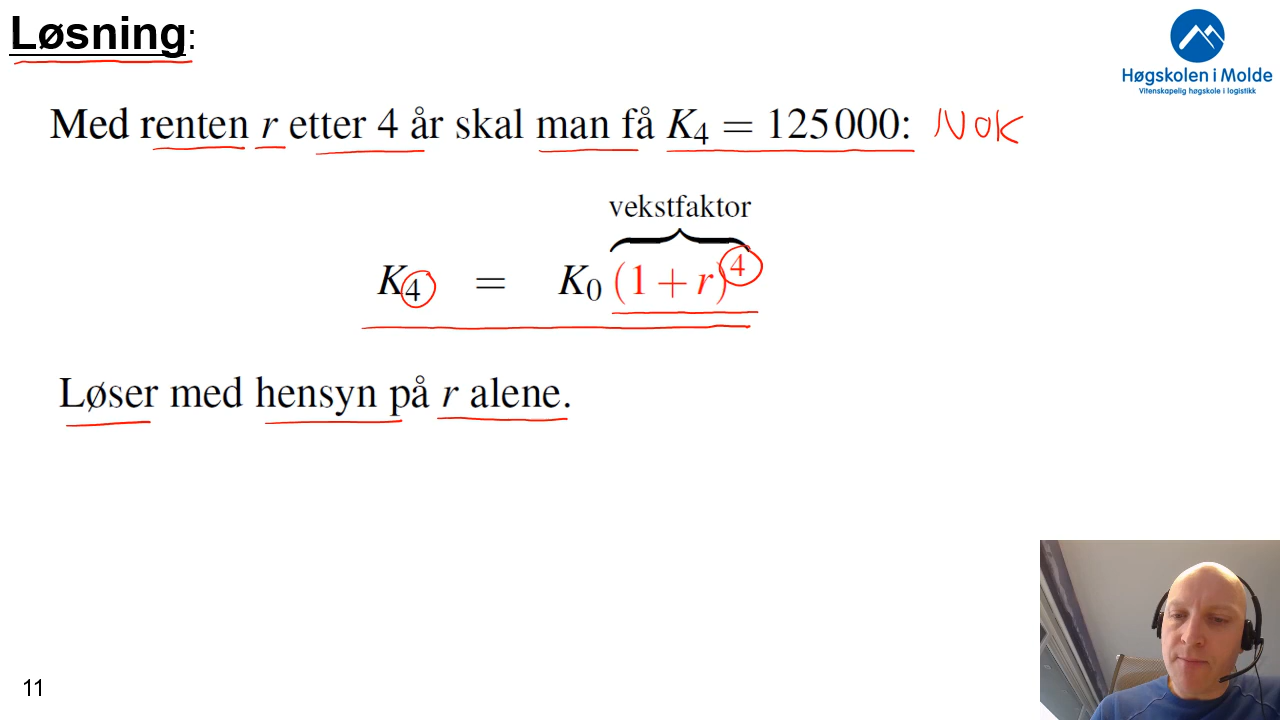 Løsning:
Høgskolen i Molde
Vitenskapelig høgskole i logistikk
Med renten r etter 4 år skal man få K₄ = 125 000: NOK
vekstfaktor
K₄ = K₀ (1 + r)⁴
Løser med hensyn på r alene.
11